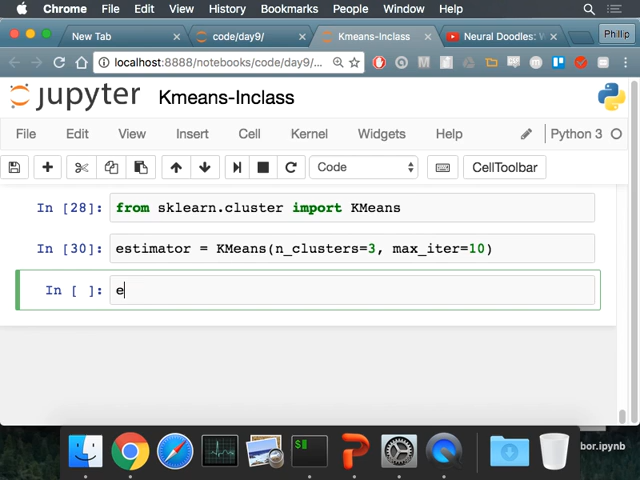 Chrome File Edit View History Bookmarks People Window Help
New Tab code/day9/ Kmeans-Inclass Neural Doodles: W Phillip
localhost:8888/notebooks/code/day9/...
jupyter Kmeans-Inclass
File Edit View Insert Cell Kernel Widgets Help Python 3
Code CellToolbar
In [28]: from sklearn.cluster import KMeans
In [30]: estimator = KMeans(n_clusters=3, max_iter=10)
In [ ]: e
bor.ipynb